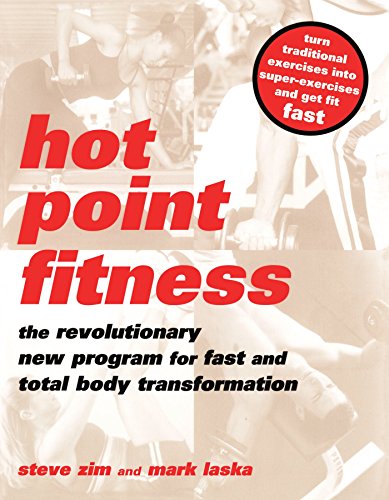 turn
traditional
exercises into
super-exercises
and get fit
fast
hot
point
fitness
the revolutionary
new program for fast and
total body transformation
steve zim and mark laska